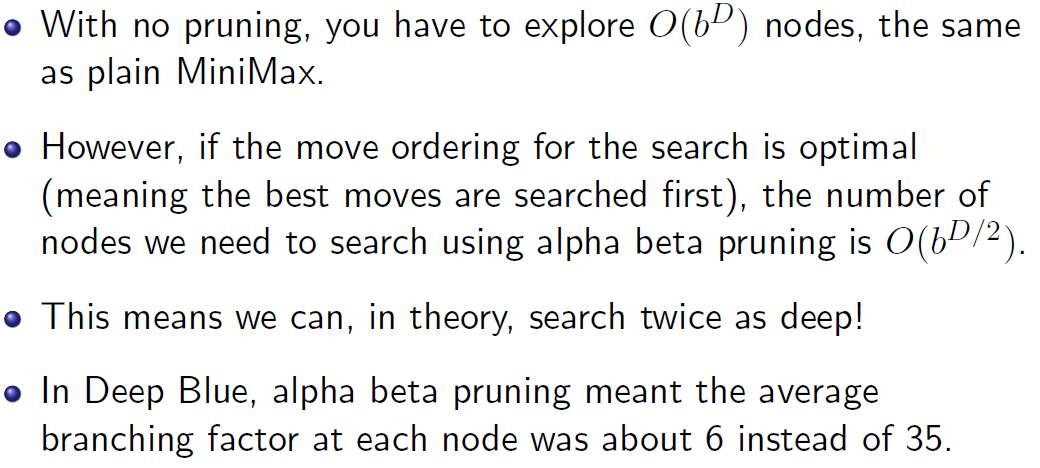 With no pruning, you have to explore O(b^D) nodes, the same
as plain MiniMax.
However, if the move ordering for the search is optimal
(meaning the best moves are searched first), the number of
nodes we need to search using alpha beta pruning is O(b^{D/2}).
This means we can, in theory, search twice as deep!
In Deep Blue, alpha beta pruning meant the average
branching factor at each node was about 6 instead of 35.